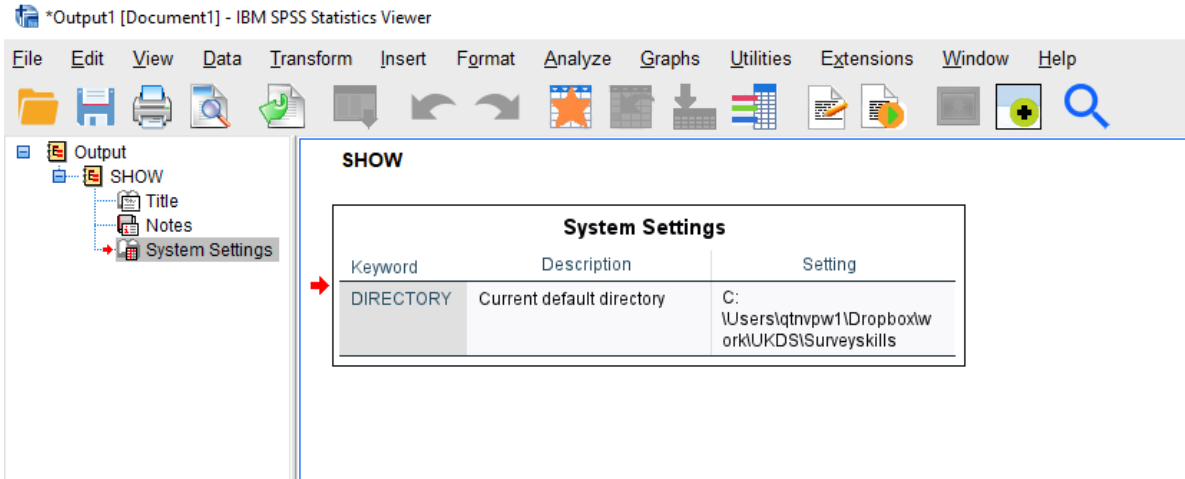 *Output1 [Document1] - IBM SPSS Statistics Viewer
File Edit View Data Transform Insert Format Analyze Graphs Utilities Extensions Window Help
Output
SHOW
Title
Notes
System Settings
SHOW
System Settings
Keyword Description Setting
DIRECTORY Current default directory C:
\Users\qtnvpw1\Dropbox\w
ork\UKDS\Surveyskills